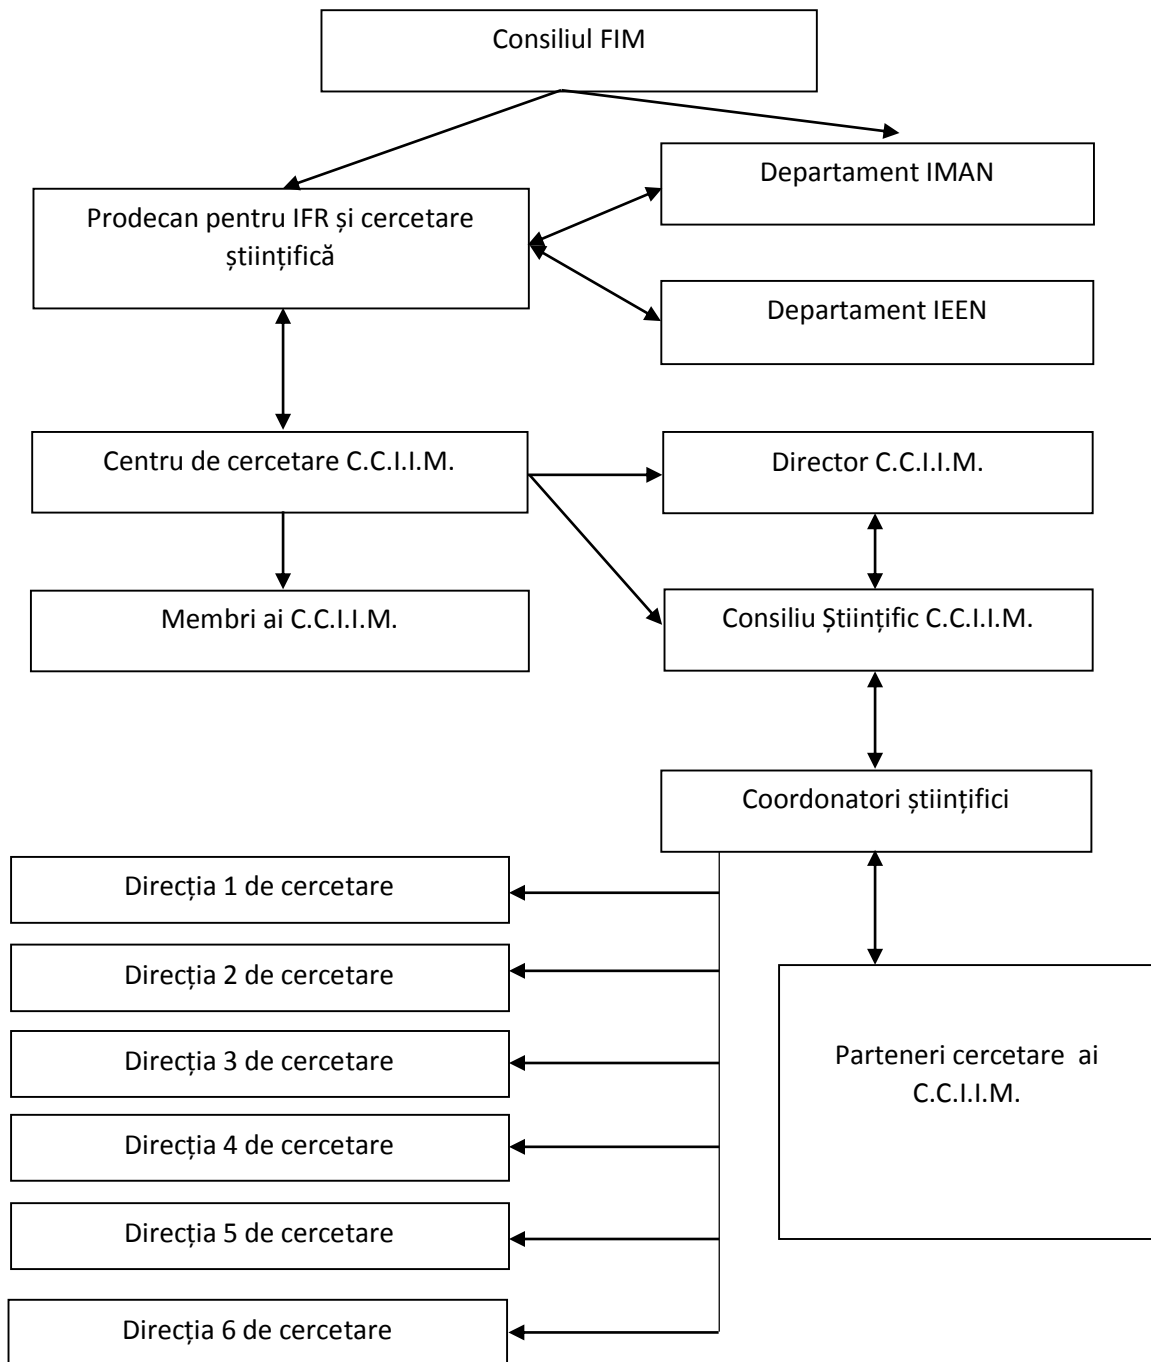 Consiliul FIM
Departament IMAN
Prodecan pentru IFR și cercetare
științifică
Departament IEEN
Centru de cercetare C.C.I.I.M.
Director C.C.I.I.M.
Membri ai C.C.I.I.M.
Consiliu Științific C.C.I.I.M.
Coordonatori științifici
Direcția 1 de cercetare
Direcția 2 de cercetare
Direcția 3 de cercetare
Direcția 4 de cercetare
Direcția 5 de cercetare
Direcția 6 de cercetare
Parteneri cercetare ai
C.C.I.I.M.